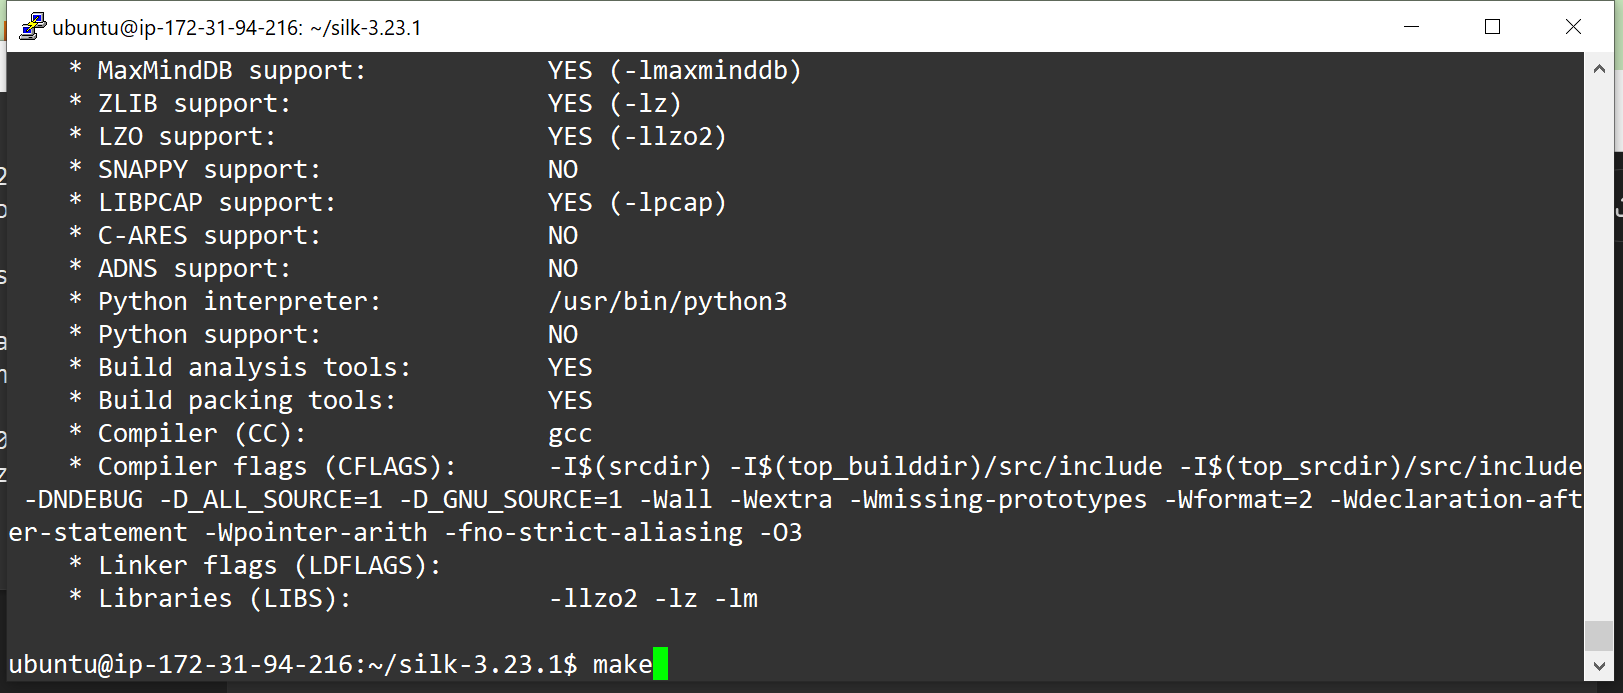 ubuntu@ip-172-31-94-216: ~/silk-3.23.1
* MaxMindDB support: YES (-lmaxminddb)
* ZLIB support: YES (-lz)
* LZO support: YES (-llzo2)
* SNAPPY support: NO
* LIBPCAP support: YES (-lpcap)
* C-ARES support: NO
* ADNS support: NO
* Python interpreter: /usr/bin/python3
* Python support: NO
* Build analysis tools: YES
* Build packing tools: YES
* Compiler (CC): gcc
* Compiler flags (CFLAGS): -I$(srcdir) -I$(top_builddir)/src/include -I$(top_srcdir)/src/include
-DNDEBUG -D_ALL_SOURCE=1 -D_GNU_SOURCE=1 -Wall -Wextra -Wmissing-prototypes -Wformat=2 -Wdeclaration-aft
er-statement -Wpointer-arith -fno-strict-aliasing -O3
* Linker flags (LDFLAGS):
* Libraries (LIBS): -llzo2 -lz -lm
ubuntu@ip-172-31-94-216:~/silk-3.23.1$ make